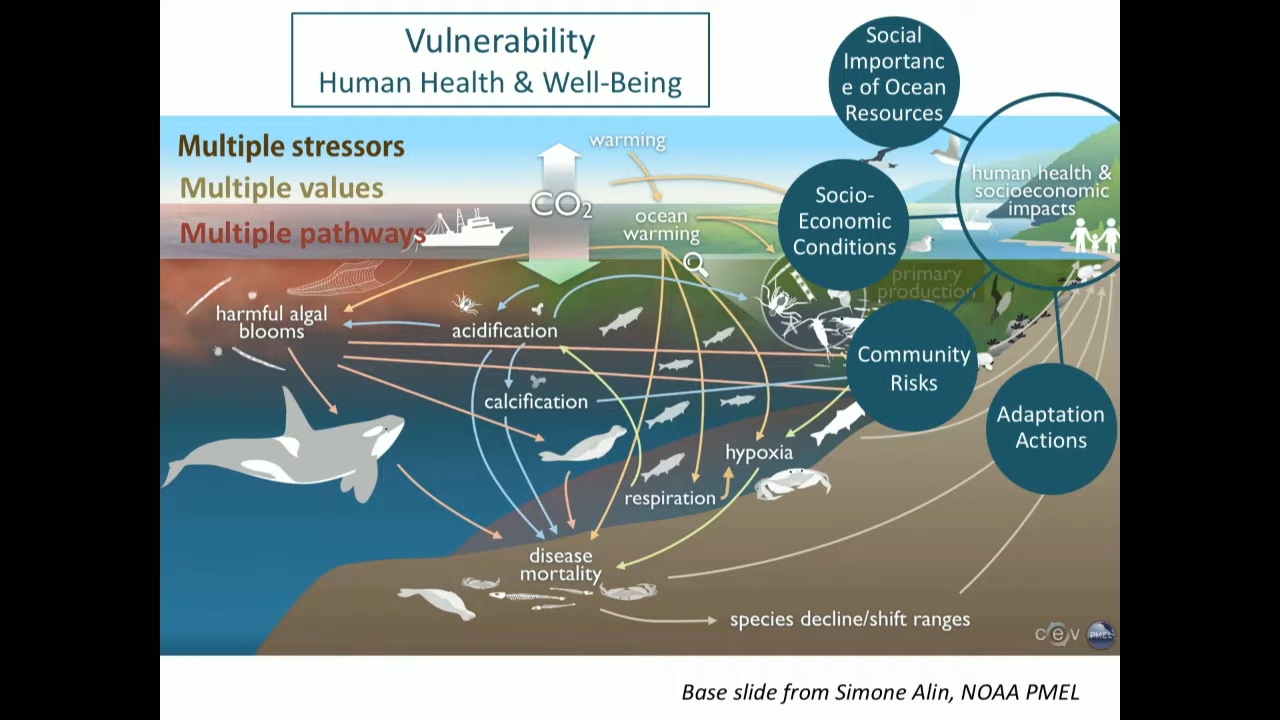 Vulnerability
Human Health & Well-Being
Social
Importanc
e of Ocean
Resources
Multiple stressors
Multiple values
Multiple pathways
warming
CO2
ocean
warming
Socio-
Economic
Conditions
human health &
socioeconomic
impacts
primary
production
harmful algal
blooms
acidification
calcification
Community
Risks
Adaptation
Actions
hypoxia
respiration
disease
mortality
species decline/shift ranges
cev
PMEL
Base slide from Simone Alin, NOAA PMEL